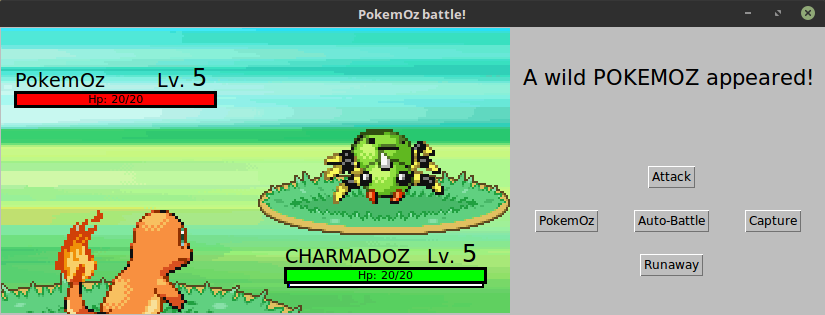 PokemOz battle!
PokemOz Lv. 5
Hp: 20/20
CHARMADOZ Lv. 5
Hp: 20/20
A wild POKEMOZ appeared!
Attack
PokemOz Auto-Battle Capture
Runaway